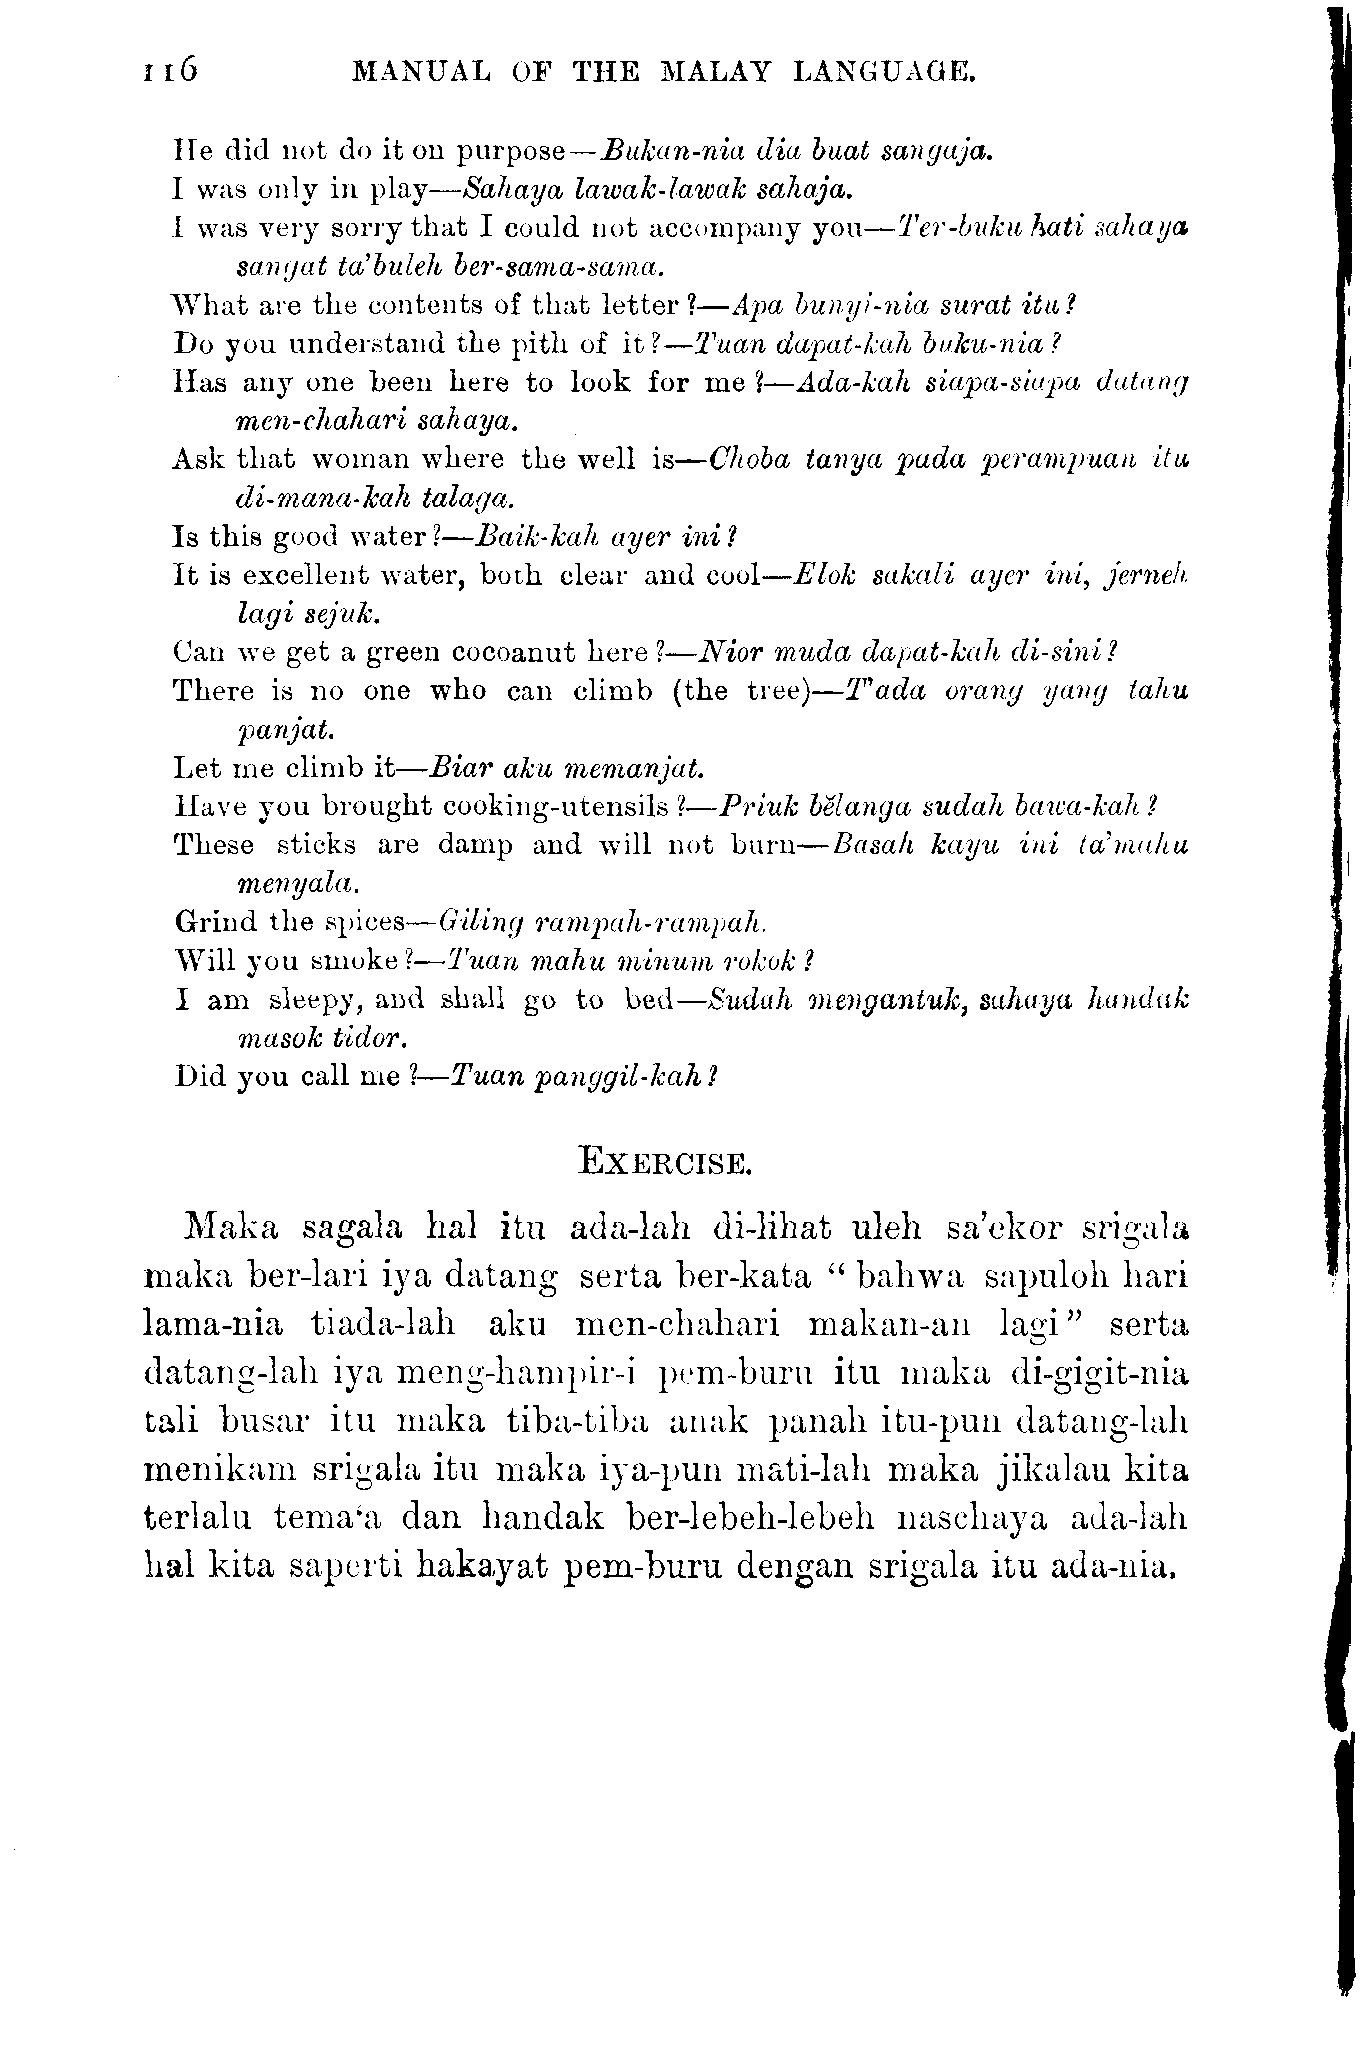 116 MANUAL OF THE MALAY LANGUAGE.
He did not do it on purpose—Bukan-nia dia buat sangaja.
I was only in play—Sahaya lawak-lawak sahaja.
I was very sorry that I could not accompany you—Ter-buku hati sahaya
sangat ta'buleh ber-sama-sama.
What are the contents of that letter?—Apa bunyi-nia surat itu?
Do you understand the pith of it?—Tuan dapat-kah buku-nia?
Has any one been here to look for me?—Ada-kah siapa-siapa datang
men-chahari sahaya.
Ask that woman where the well is—Choba tanya pada perampuan itu
di-mana-kah talaga.
Is this good water?—Baik-kah ayer ini?
It is excellent water, both clear and cool—Elok sakali ayer ini, jerneh
lagi sejuk.
Can we get a green cocoanut here?—Nior muda dapat-kah di-sini?
There is no one who can climb (the tree)—T'ada orang yang tahu
panjat.
Let me climb it—Biar aku memanjat.
Have you brought cooking-utensils?—Priuk bĕlanga sudah bawa-kah?
These sticks are damp and will not burn—Basah kayu ini ta'mahu
menyala.
Grind the spices—Giling rampah-rampah.
Will you smoke?—Tuan mahu minum rokok?
I am sleepy, and shall go to bed—Sudah mengantuk, sahaya handak
masok tidor.
Did you call me?—Tuan panggil-kah?
EXERCISE.
Maka sagala hal itu ada-lah di-lihat uleh sa'ekor srigala
maka ber-lari iya datang serta ber-kata “bahwa sapuloh hari
lama-nia tiada-lah aku men-chahari makan-an lagi” serta
datang-lah iya meng-hampir-i pem-buru itu maka di-gigit-nia
tali busar itu maka tiba-tiba anak panah itu-pun datang-lah
menikam srigala itu maka iya-pun mati-lah maka jikalau kita
terlalu tema‘a dan handak ber-lebeh-lebeh naschaya ada-lah
hal kita saperti hakayat pem-buru dengan srigala itu ada-nia.